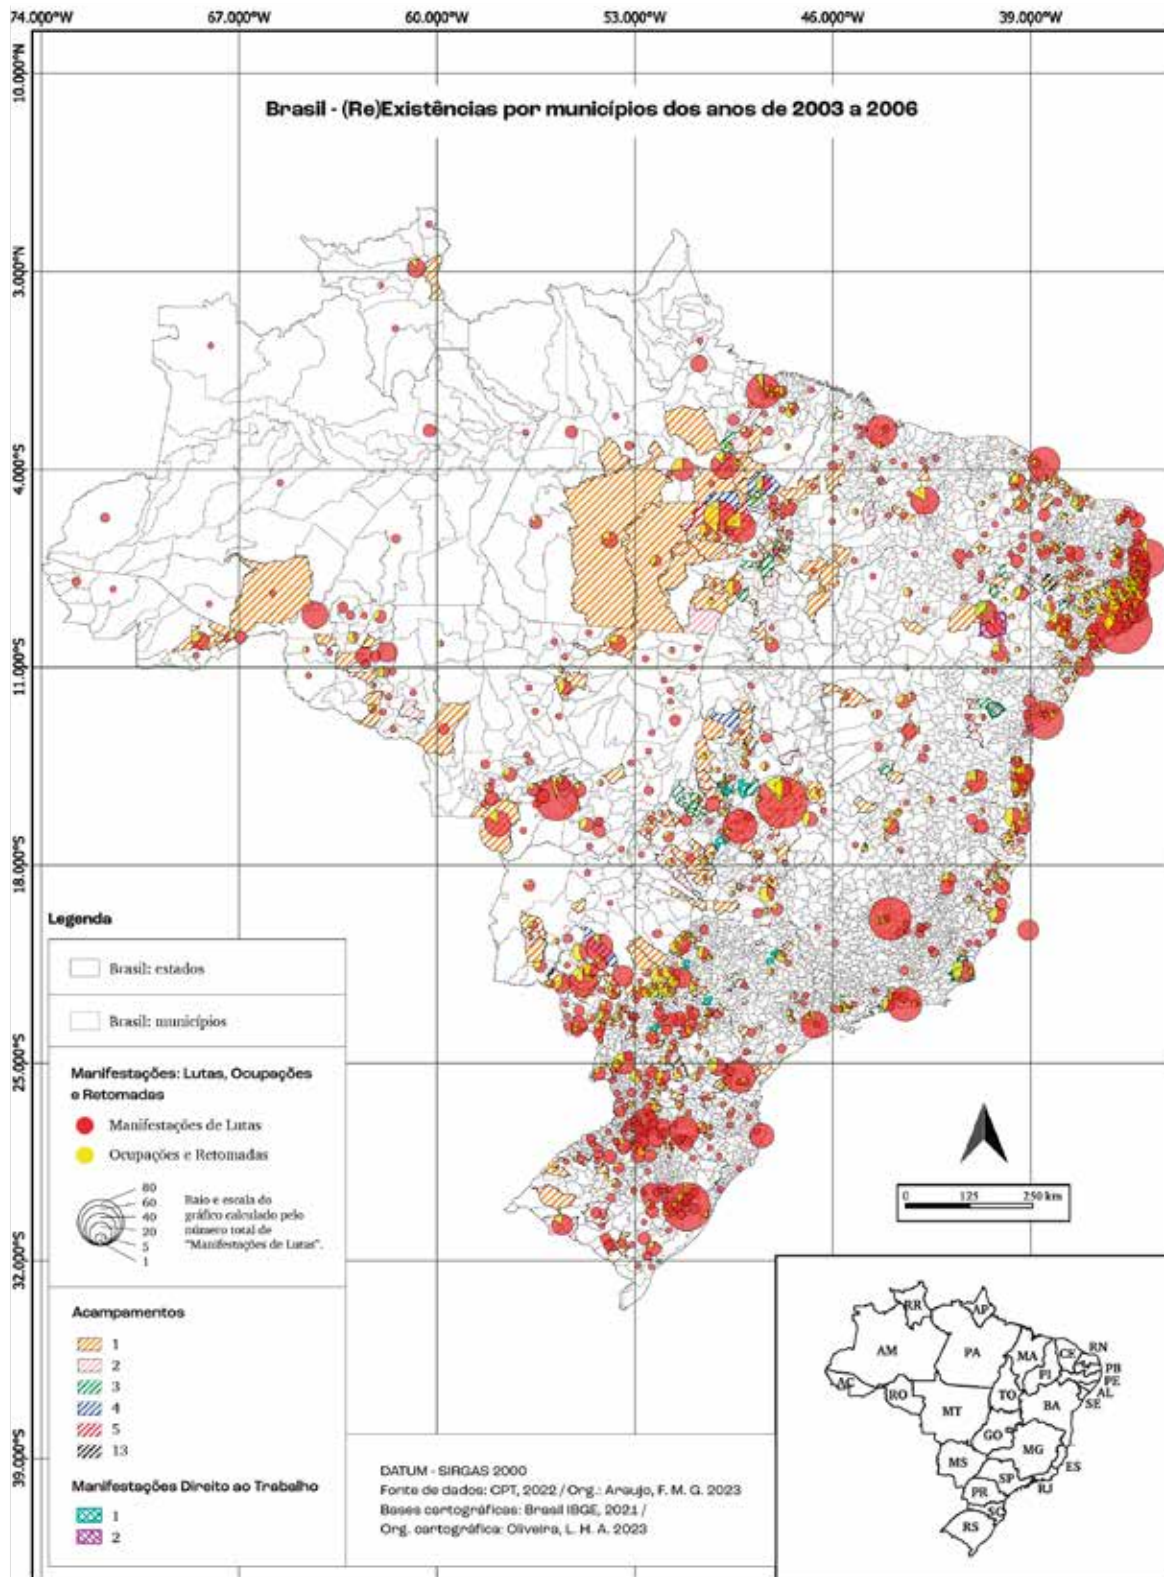 74.000°W 67.000°W 60.000°W 53.000°W 46.000°W 39.000°W
10.000°N
Brasil - (Re)Existências por municípios dos anos de 2003 a 2006
3.000°N
4.000°S
11.000°S
18.000°S
Legenda
Brasil: estados
Brasil: municípios
25.000°S
Manifestações: Lutas, Ocupações
e Retomadas
Manifestações de Lutas
Ocupações e Retomadas
80
60
40
20
5
1
Raio e escala do
gráfico calculado pelo
número total de
"Manifestações de Lutas".
0 125 250 km
32.000°S
Acampamentos
1
2
3
4
5
13
Manifestações Direito ao Trabalho
1
2
39.000°S
DATUM - SIRGAS 2000
Fonte de dados: CPT, 2022 / Org.: Araujo, F. M. G. 2023
Bases cartográficas: Brasil IBGE, 2021 /
Org. cartográfica: Oliveira, L. H. A. 2023
RR AP
AM PA MA CE RN
PB
PE
AC RO TO PI AL
SE
MT BA
GO
MG
MS ES
SP RJ
PR
SC
RS